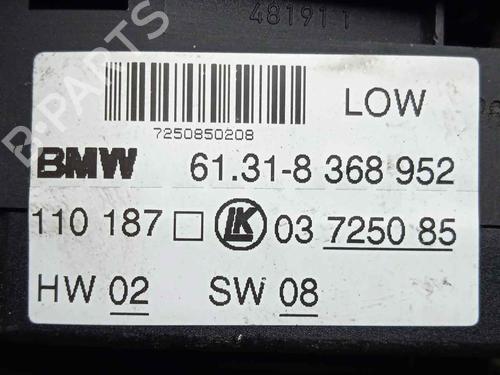 481911
B-PARTS
LOW
7250850208
BMW 61.31-8 368 952
110 187 □ LK 03 7250 85
HW 02 SW 08